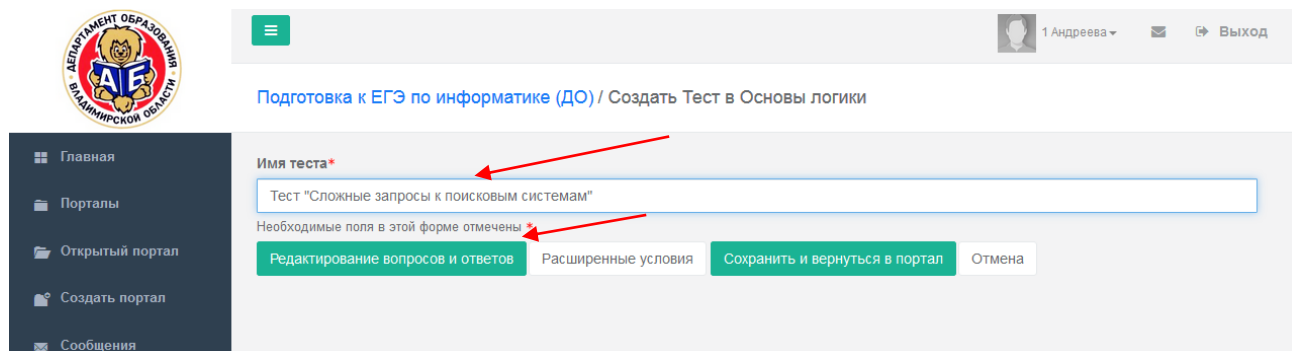 ДЕПАРТАМЕНТ ОБРАЗОВАНИЯ
ВЛАДИМИРСКОЙ ОБЛАСТИ
АБ
1 Андреева
Выход
Подготовка к ЕГЭ по информатике (ДО) / Создать Тест в Основы логики
Главная
Порталы
Открытый портал
Создать портал
Сообщения
Имя теста*
Тест "Сложные запросы к поисковым системам"
Необходимые поля в этой форме отмечены *
Редактирование вопросов и ответов Расширенные условия Сохранить и вернуться в портал Отмена